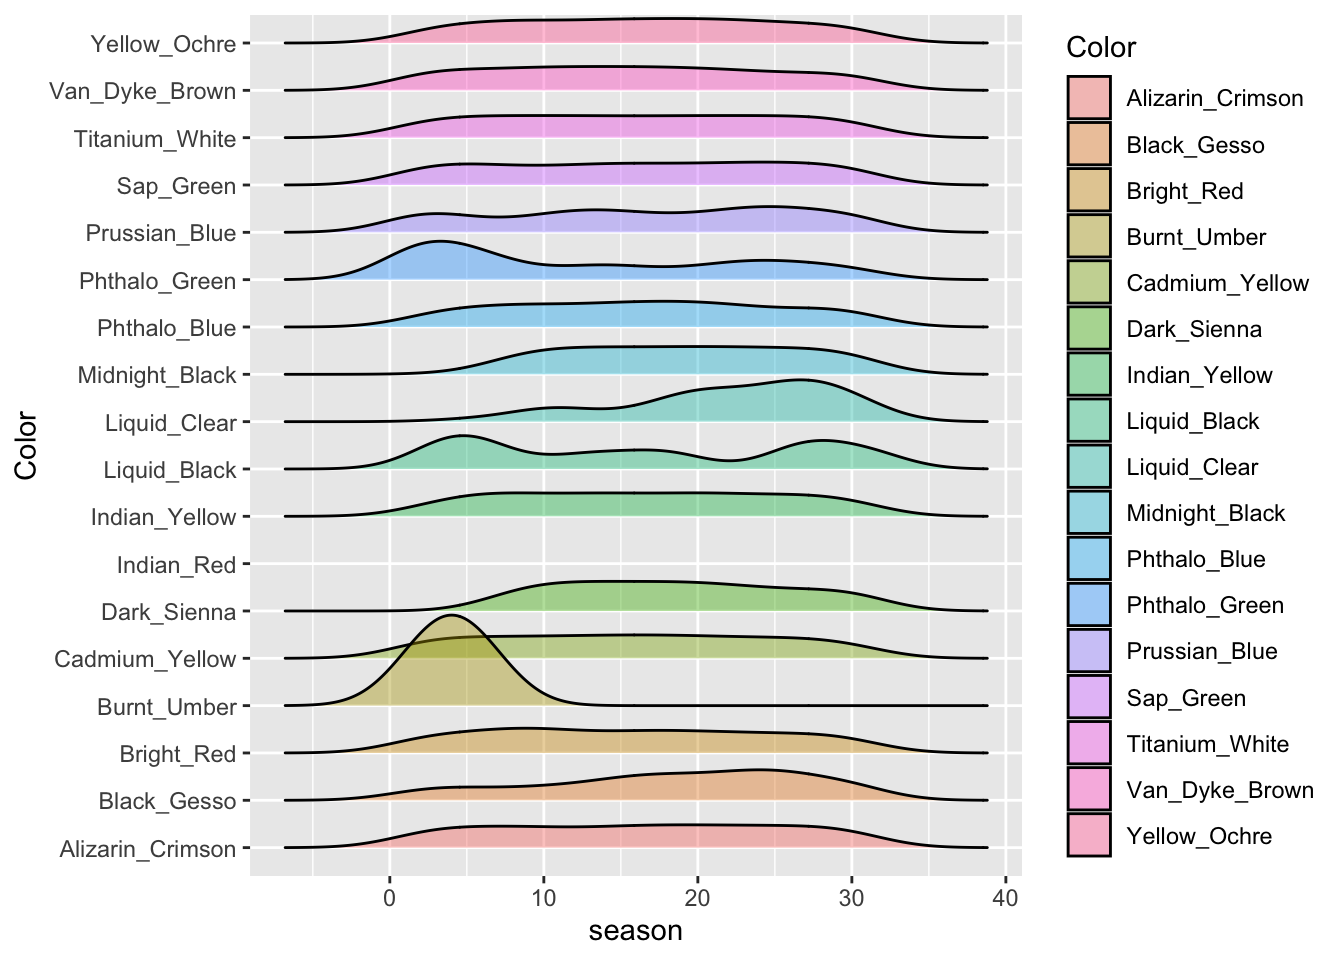 Yellow_Ochre
Van_Dyke_Brown
Titanium_White
Sap_Green
Prussian_Blue
Phthalo_Green
Phthalo_Blue
Midnight_Black
Liquid_Clear
Liquid_Black
Indian_Yellow
Indian_Red
Dark_Sienna
Cadmium_Yellow
Burnt_Umber
Bright_Red
Black_Gesso
Alizarin_Crimson
Color
0 10 20 30 40
season
Color
Alizarin_Crimson
Black_Gesso
Bright_Red
Burnt_Umber
Cadmium_Yellow
Dark_Sienna
Indian_Yellow
Liquid_Black
Liquid_Clear
Midnight_Black
Phthalo_Blue
Phthalo_Green
Prussian_Blue
Sap_Green
Titanium_White
Van_Dyke_Brown
Yellow_Ochre